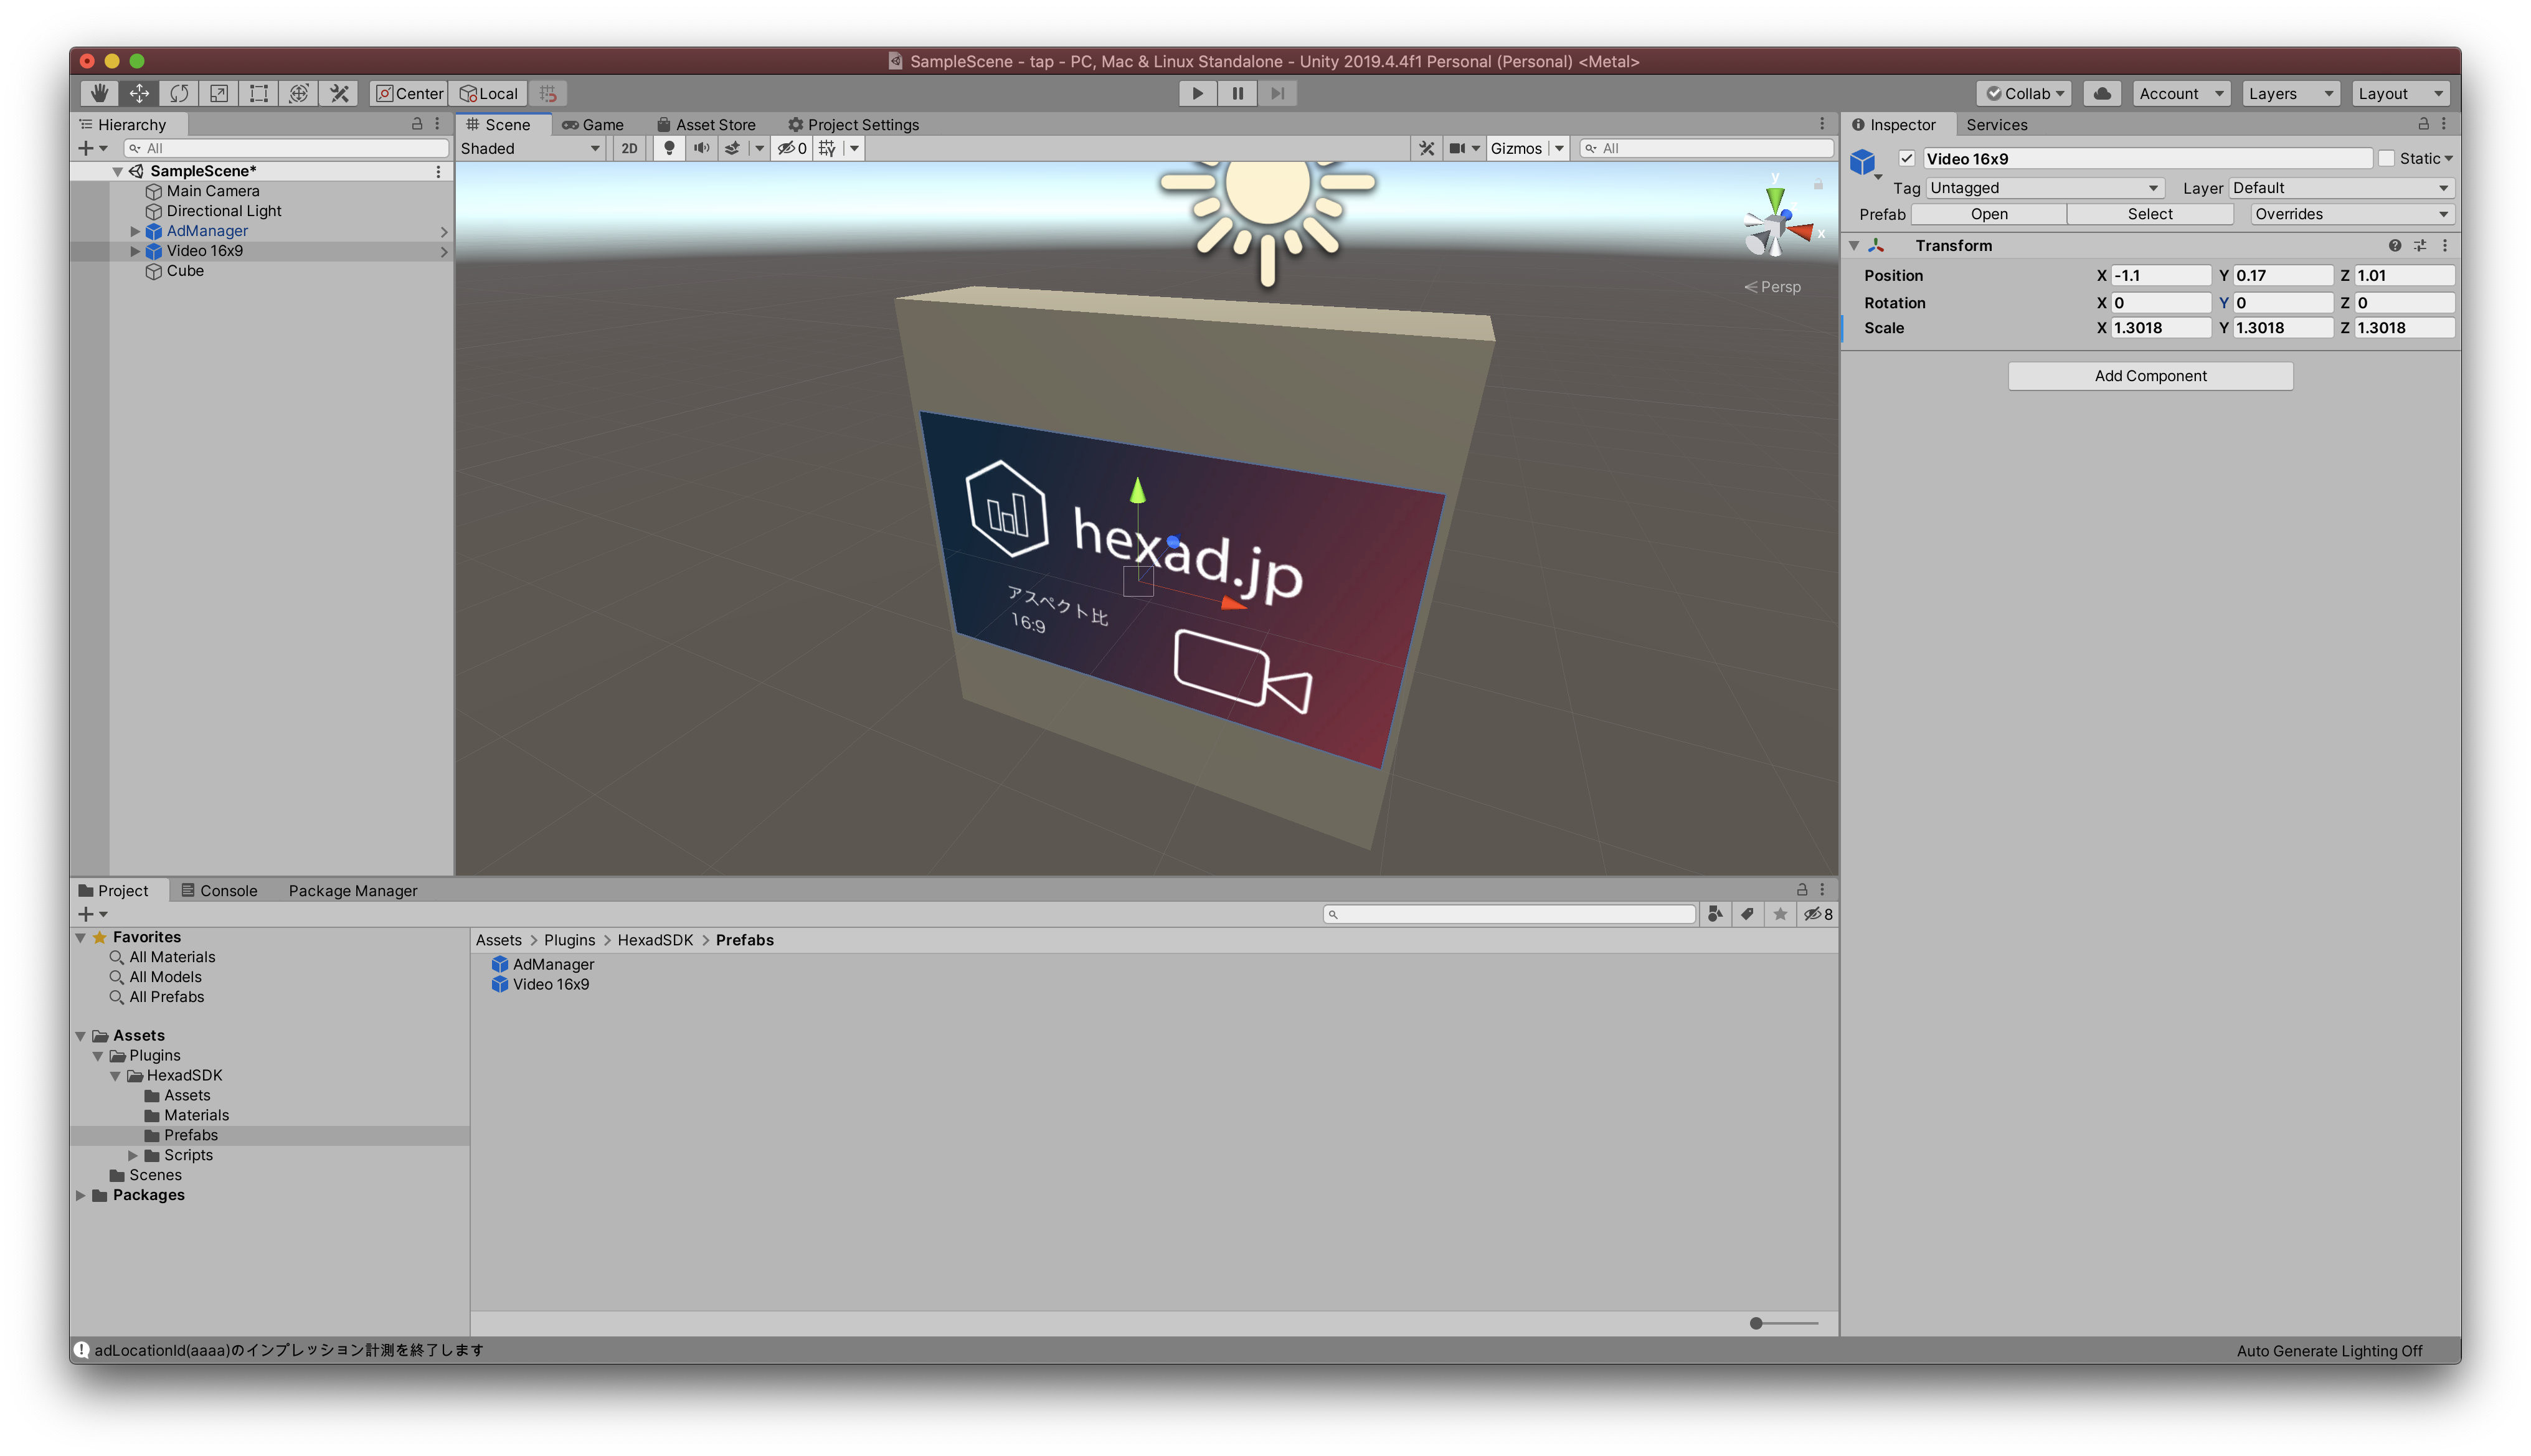 SampleScene - tap - PC, Mac & Linux Standalone - Unity 2019.4.4f1 Personal (Personal) <Metal>
Center Local Collab Account Layers Layout
Hierarchy
All
SampleScene*
Main Camera
Directional Light
AdManager
Video 16x9
Cube
Scene Game Asset Store Project Settings
Shaded 2D 0 Gizmos All
y
x
Persp
hexad.jp
アスペクト比
16:9
Inspector Services
Video 16x9 Static
Tag Untagged Layer Default
Prefab Open Select Overrides
Transform
Position X -1.1 Y 0.17 Z 1.01
Rotation X 0 Y 0 Z 0
Scale X 1.3018 Y 1.3018 Z 1.3018
Add Component
Project Console Package Manager
8
Favorites
All Materials
All Models
All Prefabs
Assets
Plugins
HexadSDK
Assets
Materials
Prefabs
Scripts
Scenes
Packages
Assets > Plugins > HexadSDK > Prefabs
AdManager
Video 16x9
adLocationId(aaaa)のインプレッション計測を終了します
Auto Generate Lighting Off